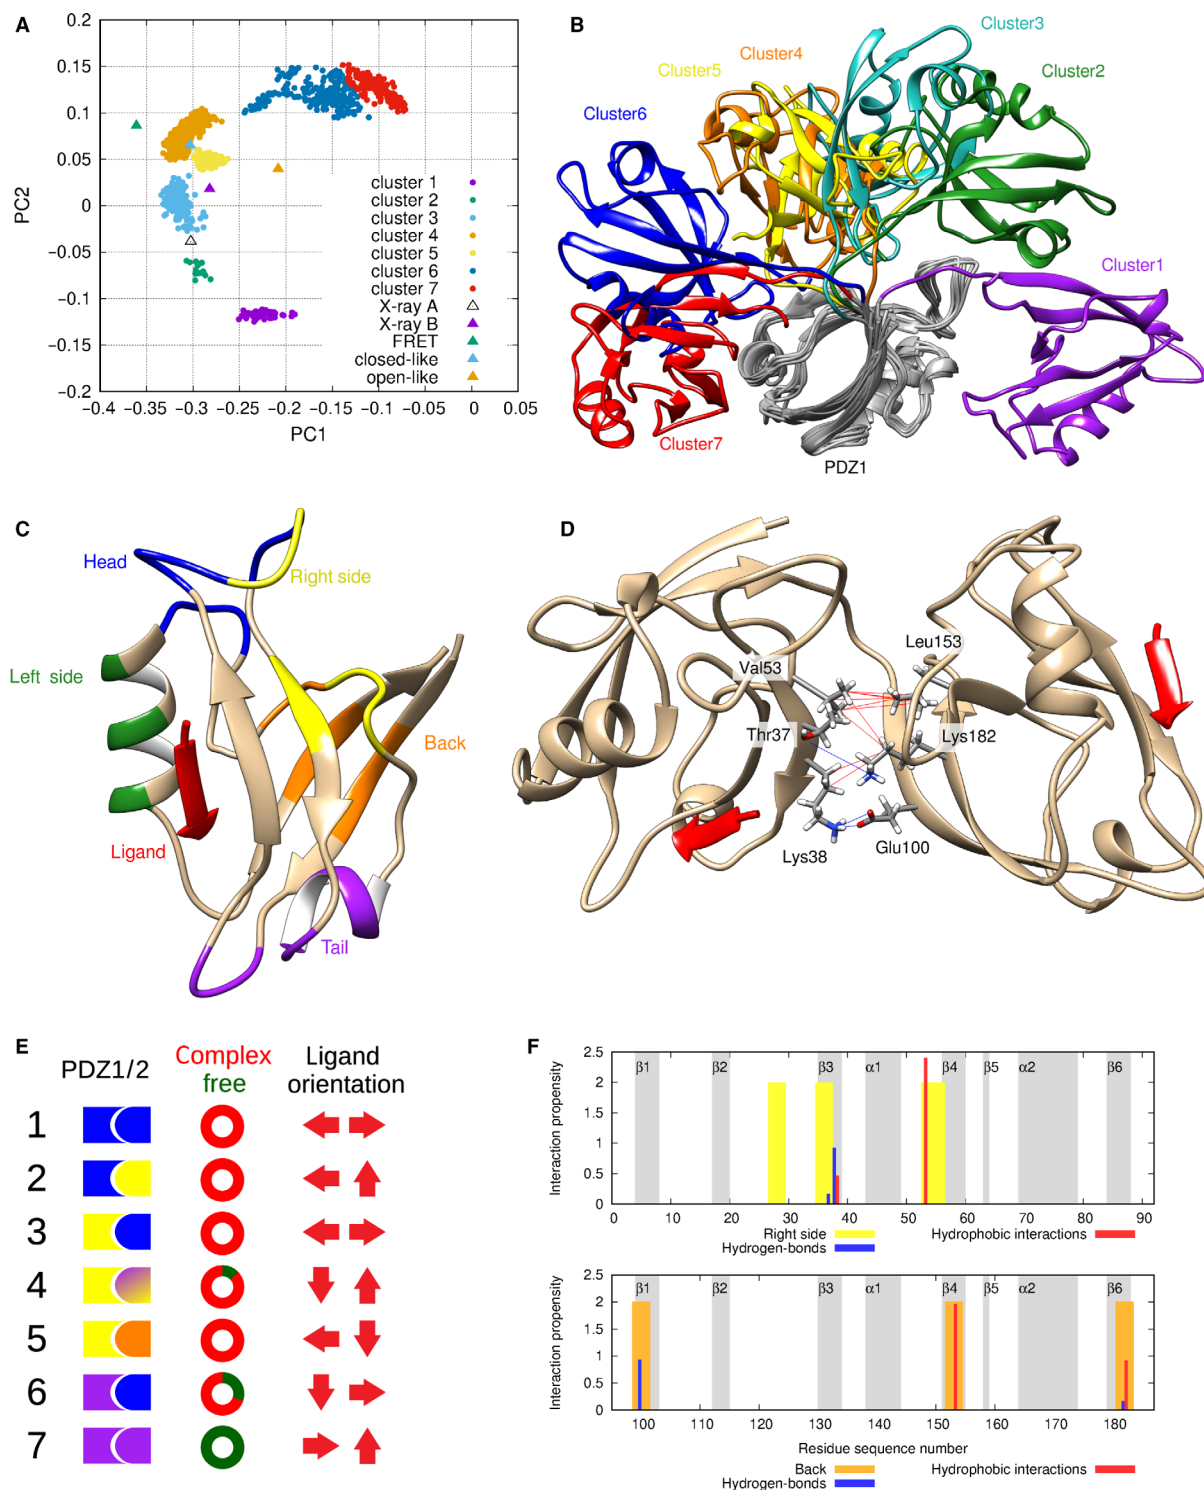 A
0.2
0.15
0.1
0.05
0
−0.05
−0.1
−0.15
−0.2
PC2
−0.4 −0.35 −0.3 −0.25 −0.2 −0.15 −0.1 −0.05 0 0.05
PC1
cluster 1
cluster 2
cluster 3
cluster 4
cluster 5
cluster 6
cluster 7
X-ray A
X-ray B
FRET
closed-like
open-like
B
Cluster3
Cluster4
Cluster5
Cluster2
Cluster6
Cluster1
Cluster7
PDZ1
C
Head
Right side
Left side
Back
Ligand
Tail
D
Leu153
Val53
Thr37
Lys182
Lys38
Glu100
E
PDZ1/2
Complex
free
Ligand
orientation
1
2
3
4
5
6
7
F
Interaction propensity
2.5
2
1.5
1
0.5
0
β1 β2 β3 α1 β4 β5 α2 β6
0 10 20 30 40 50 60 70 80 90
Right side
Hydrophobic interactions
Hydrogen-bonds
Interaction propensity
2.5
2
1.5
1
0.5
0
β1 β2 β3 α1 β4 β5 α2 β6
100 110 120 130 140 150 160 170 180
Residue sequence number
Back
Hydrophobic interactions
Hydrogen-bonds